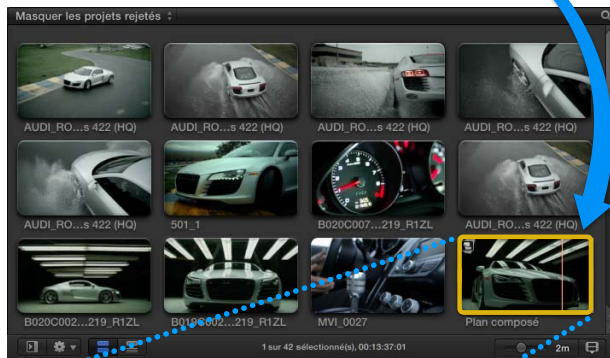 Masquer les projets rejetés
AUDI_RO...s 422 (HQ)
AUDI_RO...s 422 (HQ)
AUDI_RO...s 422 (HQ)
AUDI_RO...s 422 (HQ)
AUDI_RO...s 422 (HQ)
501_1
B020C007...219_R1ZL
AUDI_RO...s 422 (HQ)
B020C002...219_R1ZL
B019C002...219_R1ZL
MVI_0027
Plan composé
1 sur 42 sélectionné(s), 00:13:37:01
2m